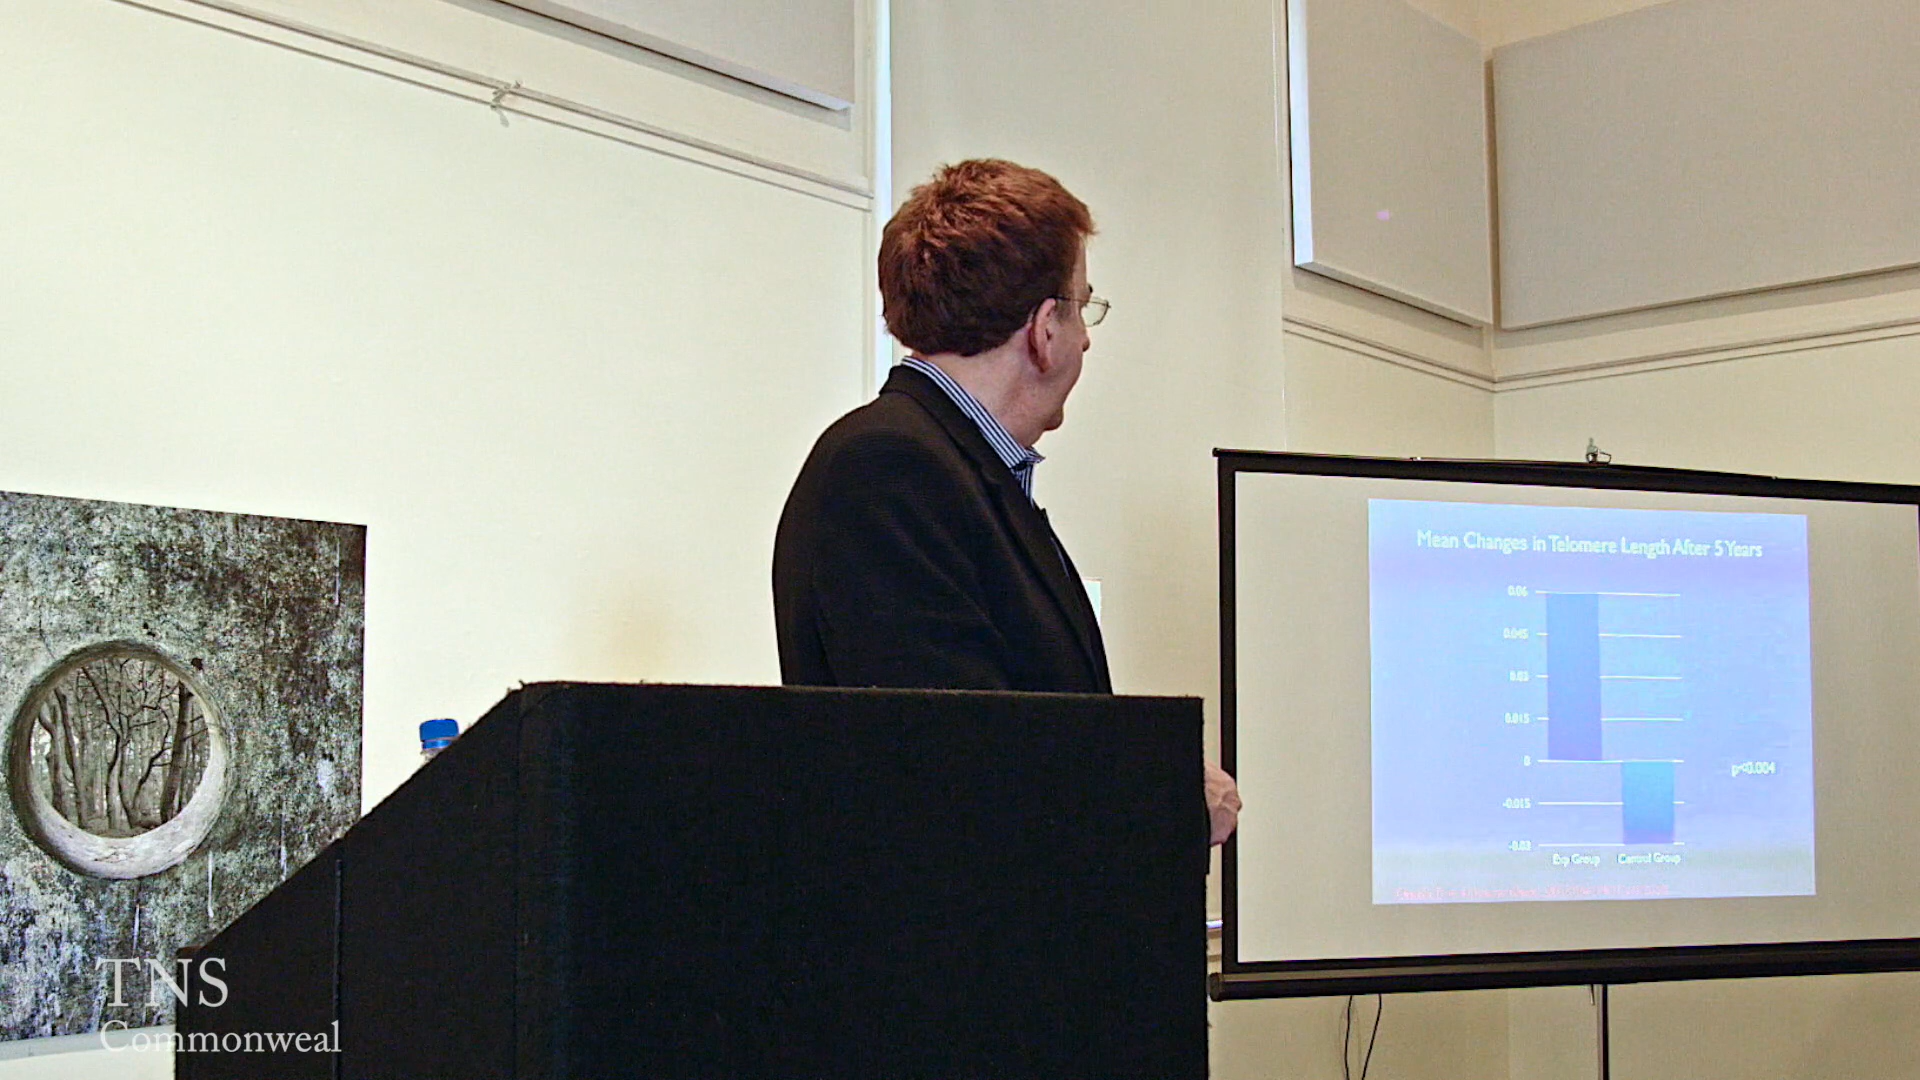 Mean Changes in Telomere Length After 5 Years
0.06
0.045
0.03
0.015
0
p<0.004
-0.015
-0.03
Exp Group Control Group
TNS
Commonweal